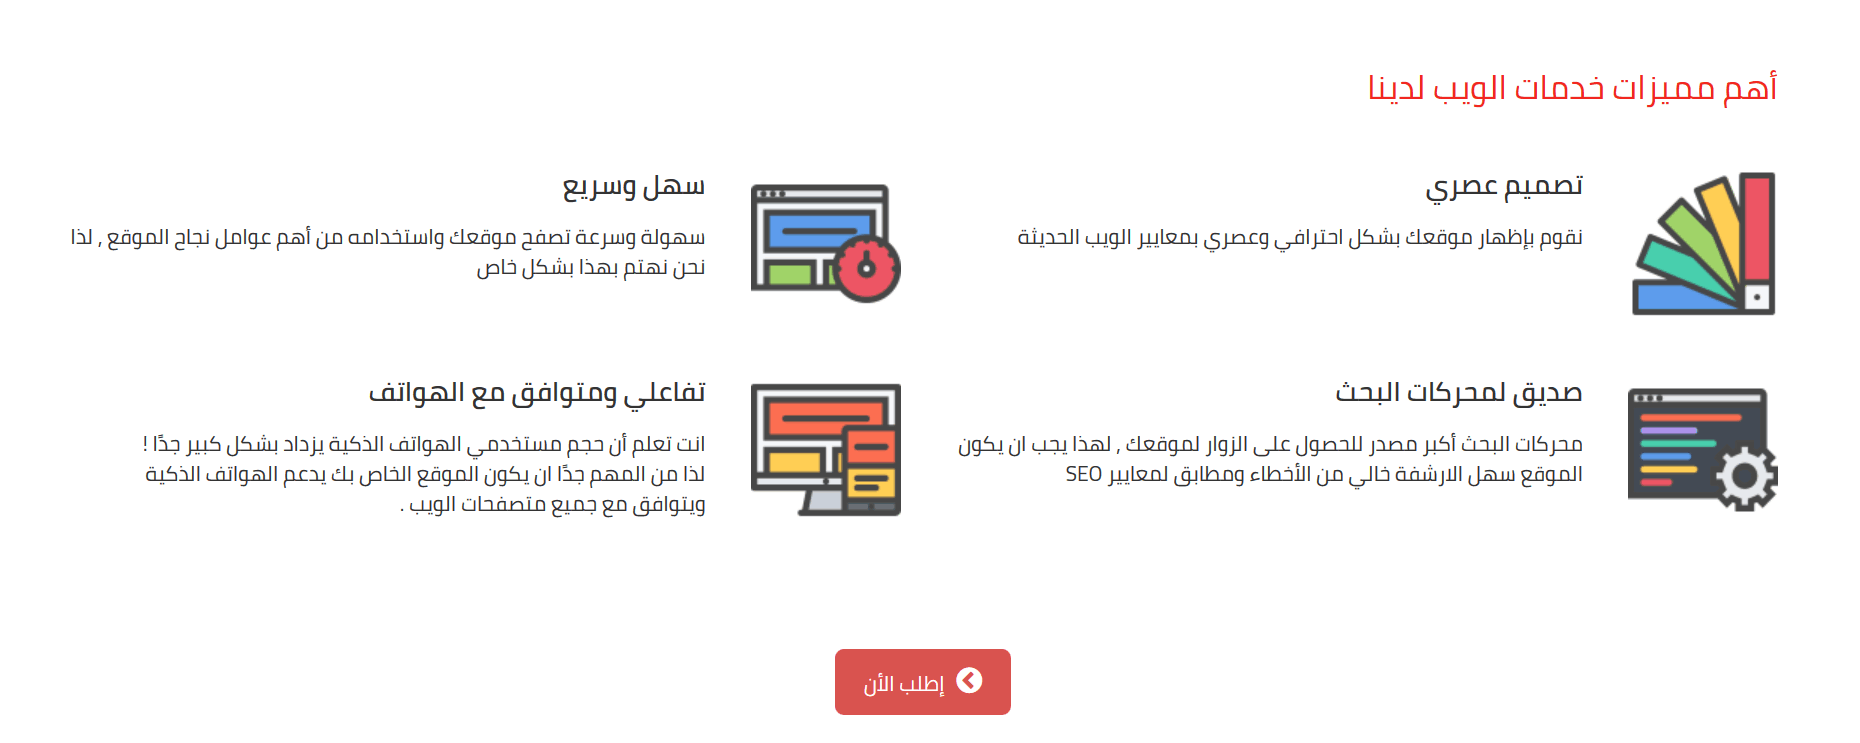 أهم مميزات خدمات الويب لدينا
تصميم عصري
نقوم بإظهار موقعك بشكل احترافي وعصري بمعايير الويب الحديثة
سهل وسريع
سهولة وسرعة تصفح موقعك واستخدامه من أهم عوامل نجاح الموقع , لذا
نحن نهتم بهذا بشكل خاص
صديق لمحركات البحث
محركات البحث أكبر مصدر للحصول على الزوار لموقعك , لهذا يجب ان يكون
الموقع سهل الارشفة خالي من الأخطاء ومطابق لمعايير SEO
تفاعلي ومتوافق مع الهواتف
انت تعلم أن حجم مستخدمي الهواتف الذكية يزداد بشكل كبير جدًا !
لذا من المهم جدًا ان يكون الموقع الخاص بك يدعم الهواتف الذكية
ويتوافق مع جميع متصفحات الويب .
إطلب الأن